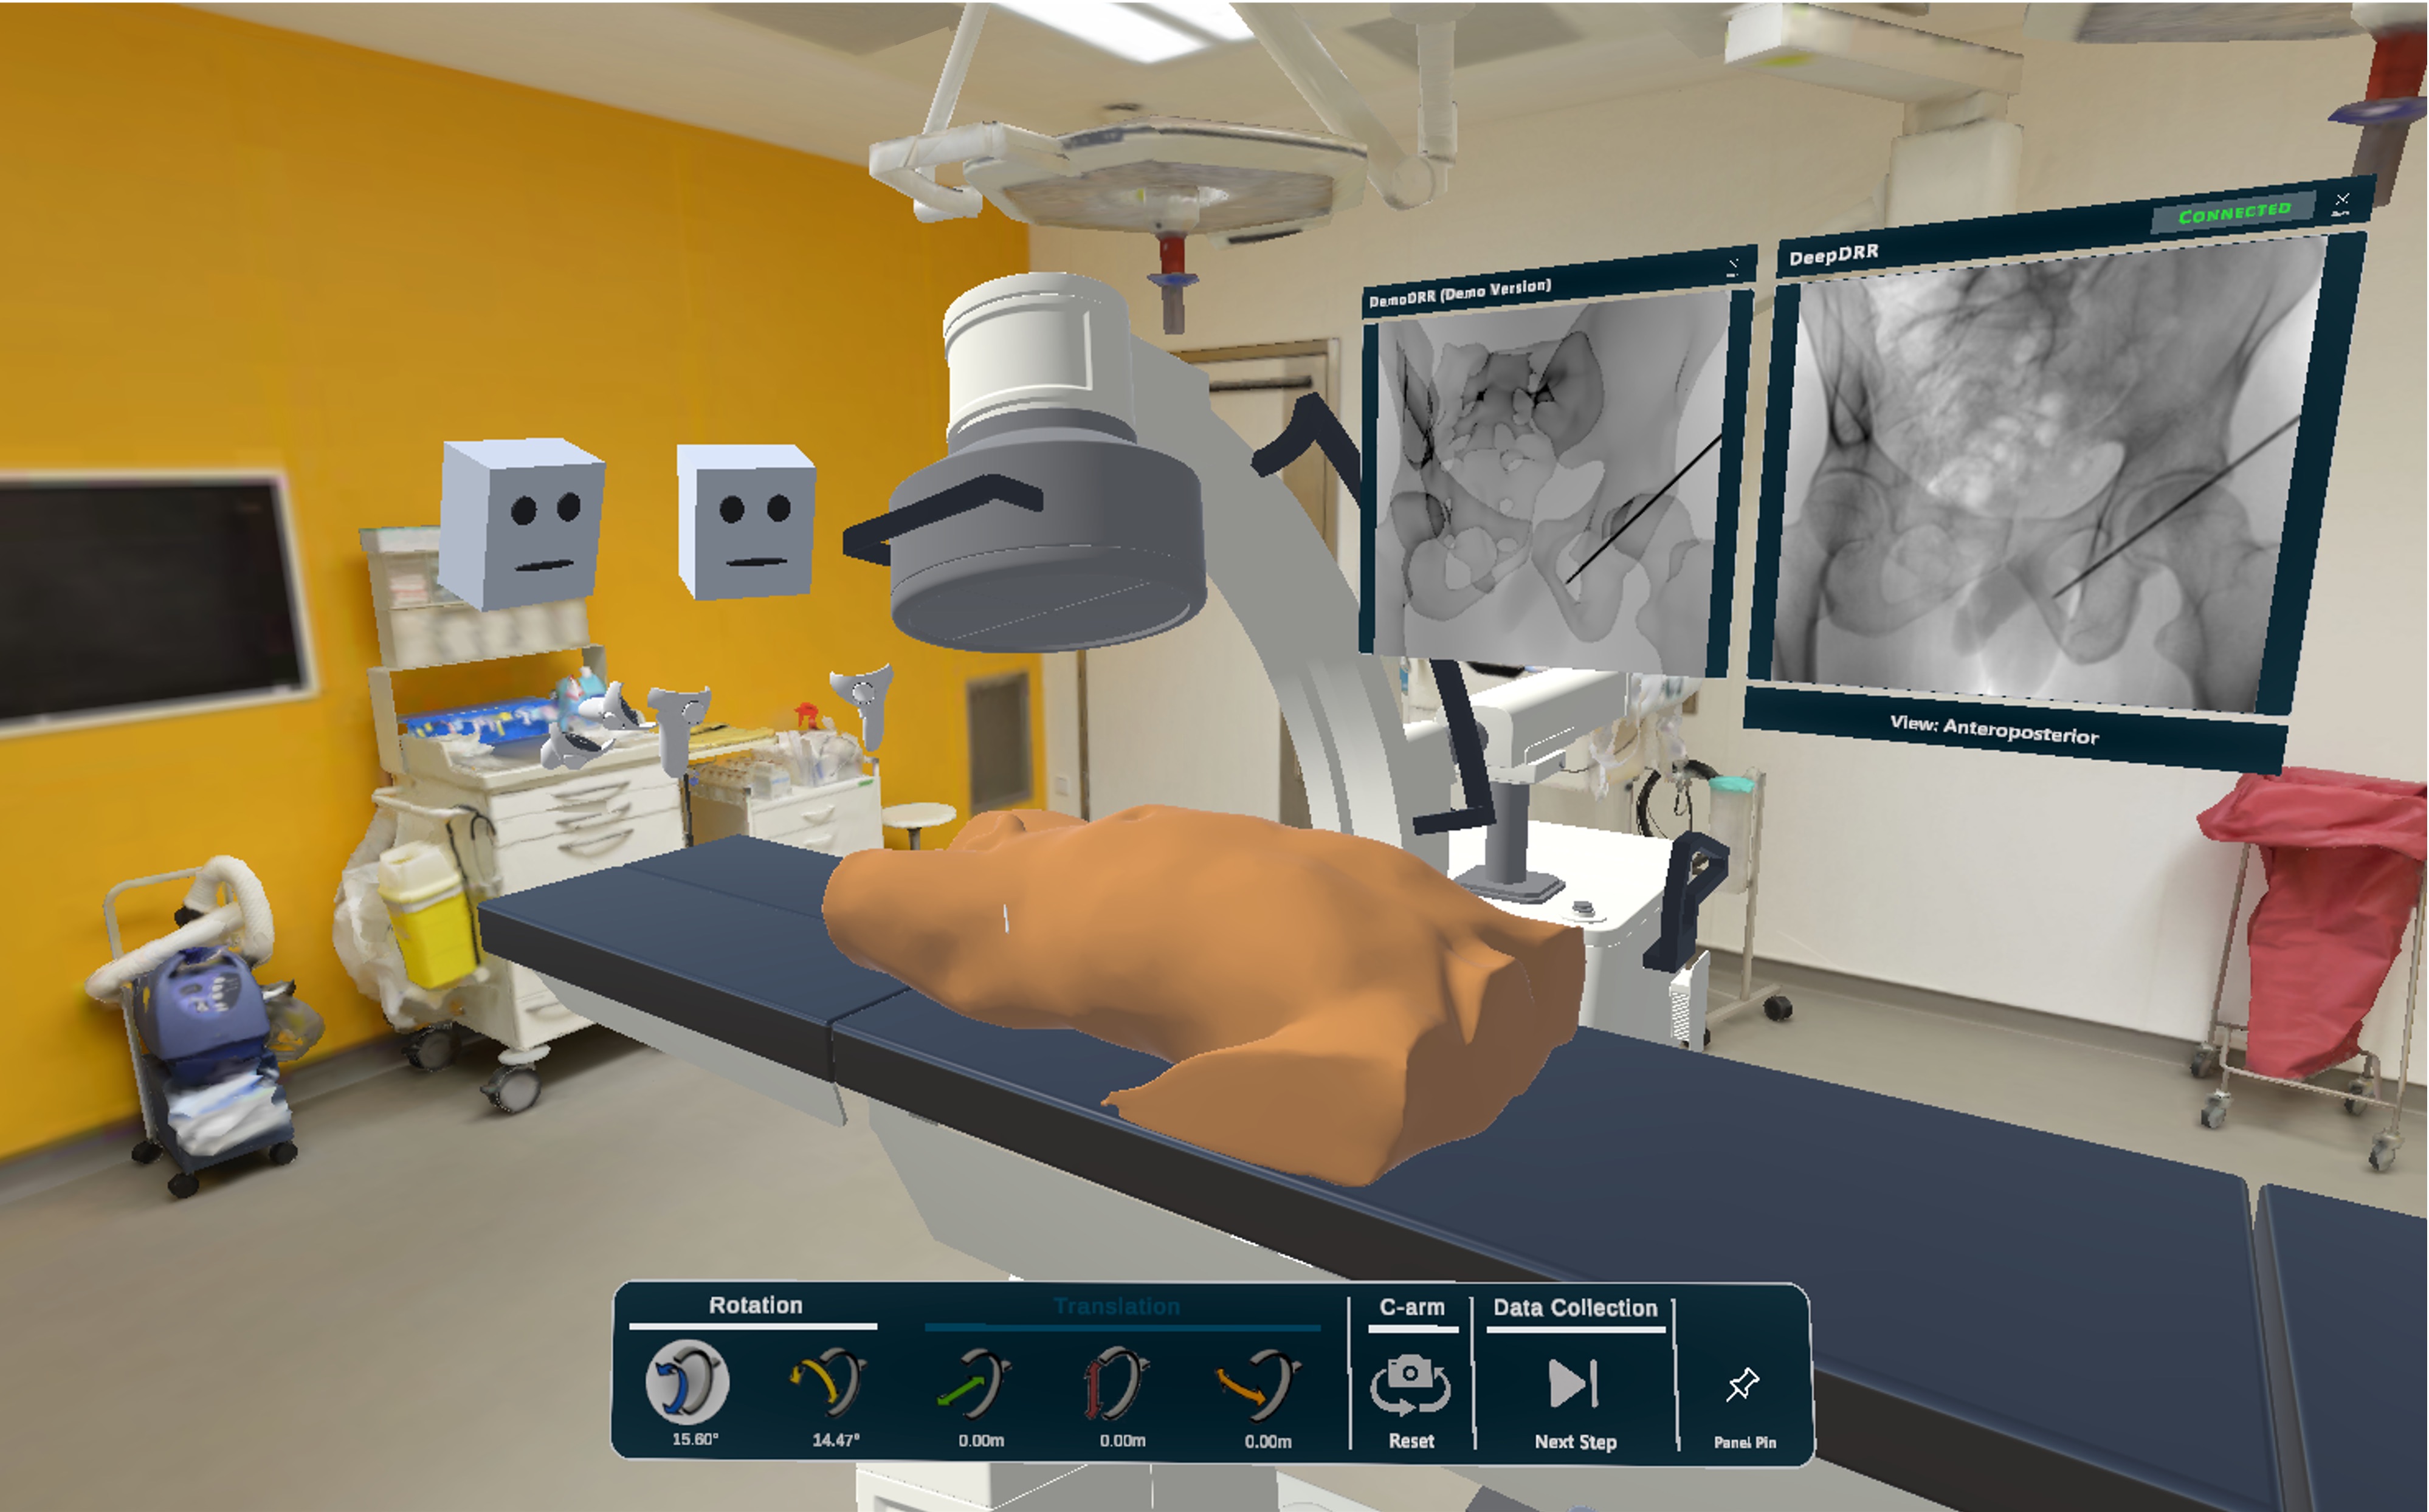 CONNECTED
DeepDRR
DemoDRR (Demo Version)
View: Anteroposterior
Rotation
Translation
C-arm
Data Collection
15.60°
14.47°
0.00m
0.00m
0.00m
Reset
Next Step
Panel Pin